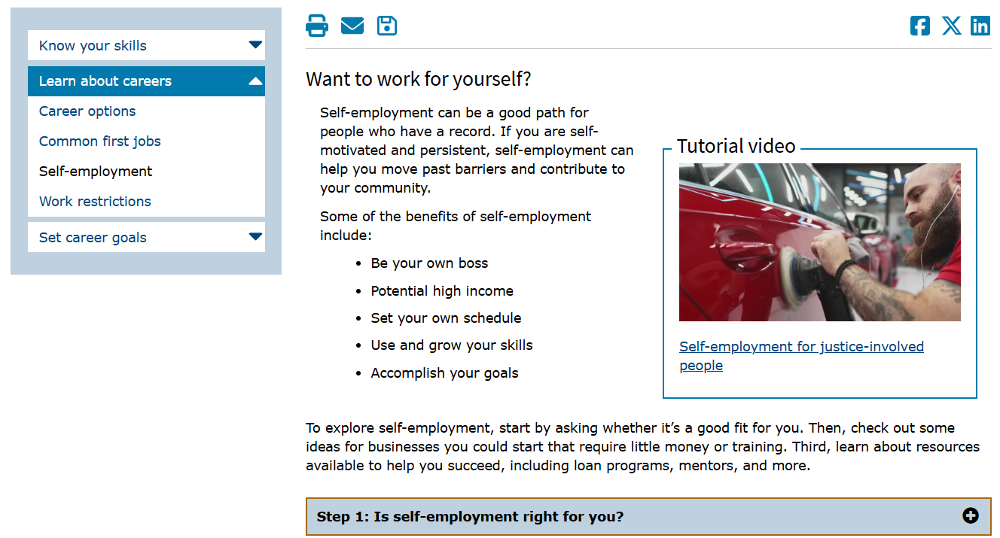 Know your skills
Learn about careers
Career options
Common first jobs
Self-employment
Work restrictions
Set career goals
Want to work for yourself?
Self-employment can be a good path for
people who have a record. If you are self-
motivated and persistent, self-employment can
help you move past barriers and contribute to
your community.
Some of the benefits of self-employment
include:
• Be your own boss
• Potential high income
• Set your own schedule
• Use and grow your skills
• Accomplish your goals
Tutorial video
Self-employment for justice-involved
people
To explore self-employment, start by asking whether it’s a good fit for you. Then, check out some
ideas for businesses you could start that require little money or training. Third, learn about resources
available to help you succeed, including loan programs, mentors, and more.
Step 1: Is self-employment right for you?